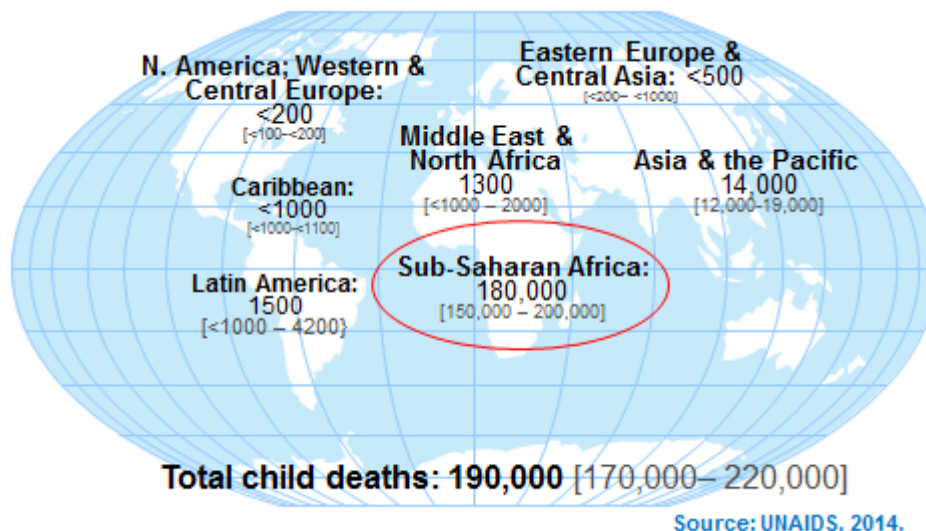 N. America; Western &
Central Europe:
<200
[<100–<200]
Eastern Europe &
Central Asia: <500
[<200– <1000]
Middle East &
North Africa
1300
[<1000 – 2000]
Asia & the Pacific
14,000
[12,000-19,000]
Caribbean:
<1000
[<1000-<1100]
Latin America:
1500
[<1000 – 4200}
Sub-Saharan Africa:
180,000
[150,000 – 200,000]
Total child deaths: 190,000 [170,000– 220,000]
Source: UNAIDS, 2014.